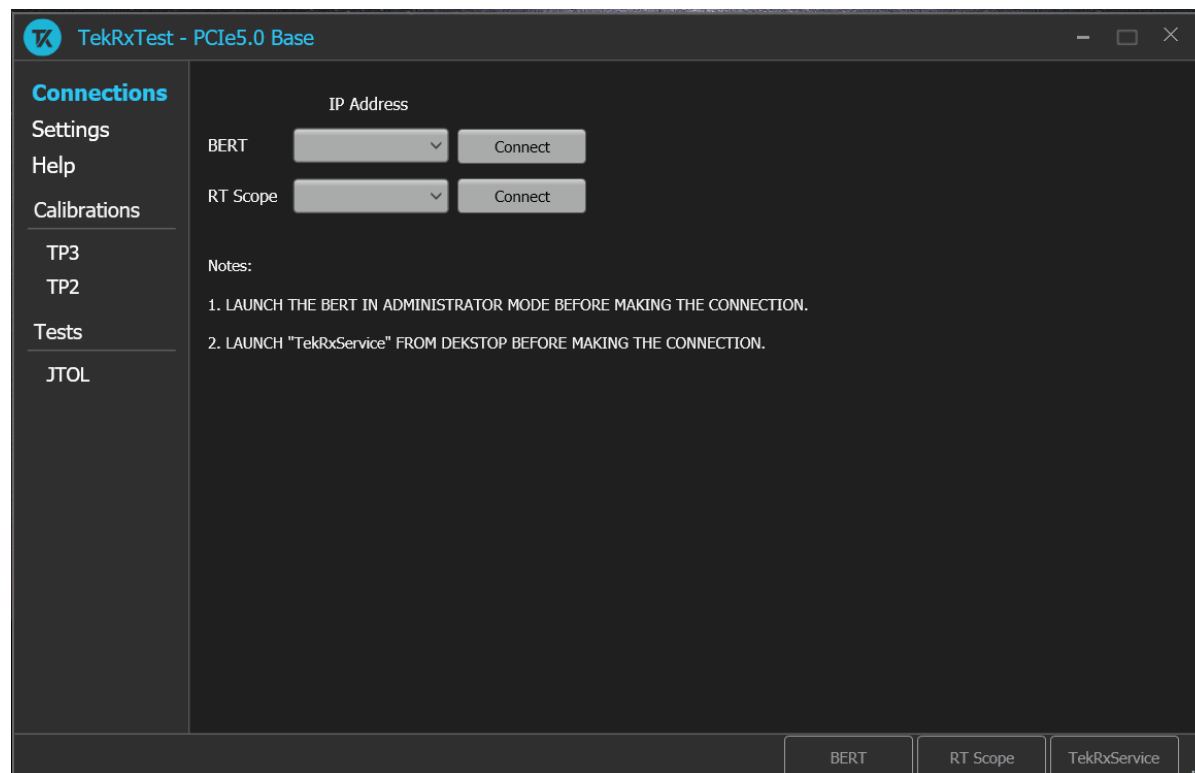 TK TekRxTest - PCIe5.0 Base
Connections
Settings
Help
Calibrations
TP3
TP2
Tests
JTOL
IP Address
BERT Connect
RT Scope Connect
Notes:
1. LAUNCH THE BERT IN ADMINISTRATOR MODE BEFORE MAKING THE CONNECTION.
2. LAUNCH "TekRxService" FROM DEKSTOP BEFORE MAKING THE CONNECTION.
BERT RT Scope TekRxService